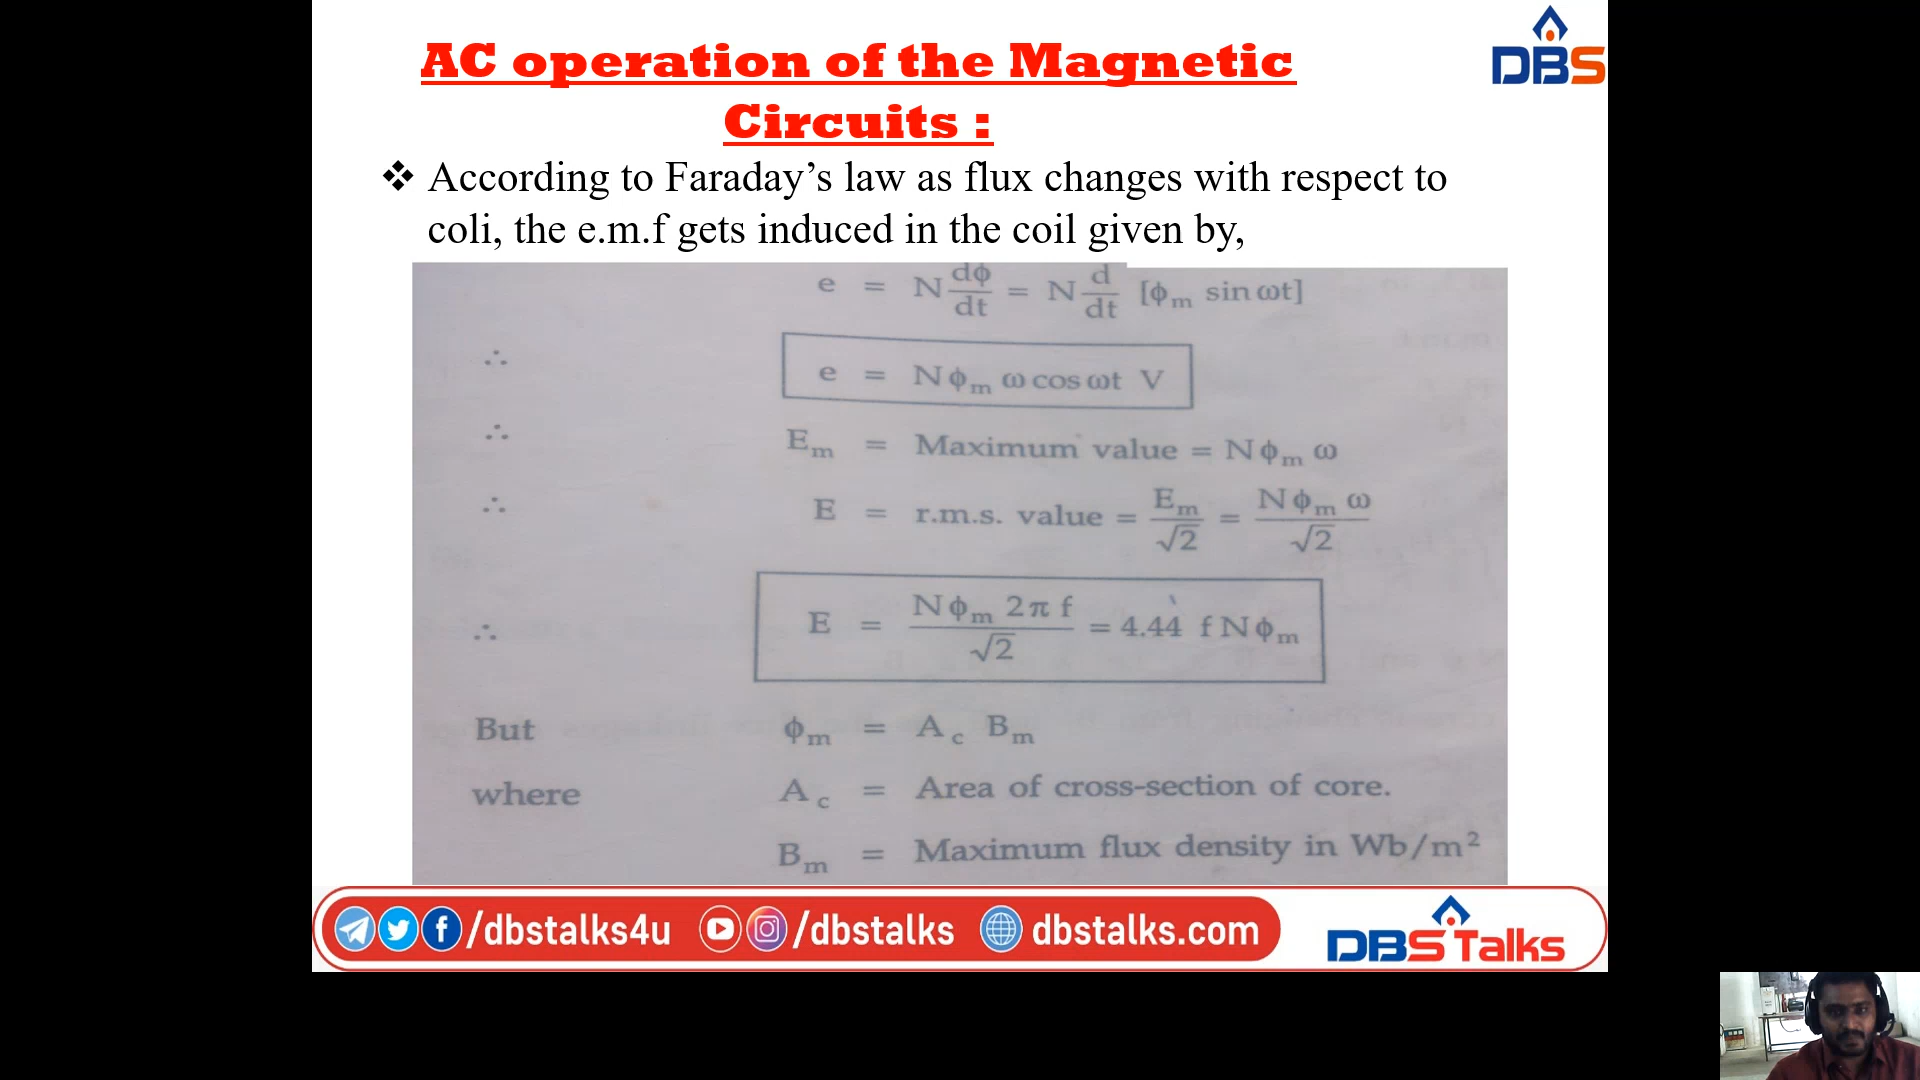 AC operation of the Magnetic
Circuits :
DBS
❖ According to Faraday’s law as flux changes with respect to
coli, the e.m.f gets induced in the coil given by,
e = N dϕ/dt = N d/dt [ϕm sin ωt]
∴ e = N ϕm ω cos ωt V
∴ Em = Maximum value = N ϕm ω
∴ E = r.m.s. value = Em/√2 = N ϕm ω/√2
∴ E = N ϕm 2π f/√2 = 4.44 f N ϕm
But ϕm = Ac Bm
where Ac = Area of cross-section of core.
Bm = Maximum flux density in Wb/m²
/dbstalks4u /dbstalks dbstalks.com DBS Talks